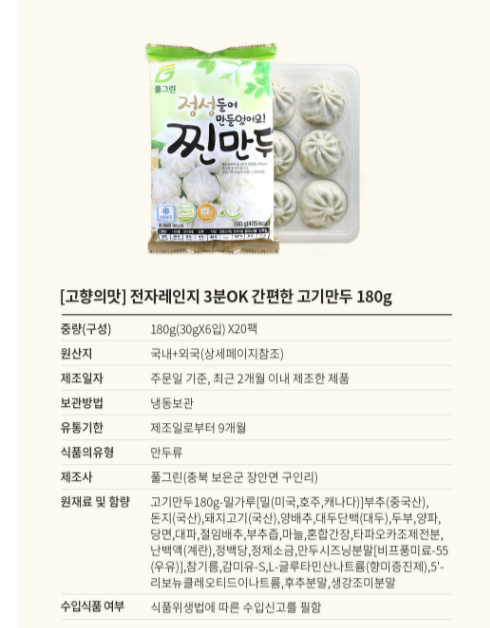 풀그린
정성들여
만들었어요!
찐만두
180 g(405 kcal)
[고향의맛] 전자레인지 3분OK 간편한 고기만두 180g
중량(구성) 180g(30gX6입) X20팩
원산지 국내+외국(상세페이지참조)
제조일자 주문일 기준, 최근 2개월 이내 제조한 제품
보관방법 냉동보관
유통기한 제조일로부터 9개월
식품의유형 만두류
제조사 풀그린(충북 보은군 장안면 구인리)
원재료 및 함량 고기만두180g-밀가루[밀(미국,호주,캐나다)]부추(중국산),
돈지(국산),돼지고기(국산),양배추,대두단백(대두),두부,양파,
당면,대파,절임배추,부추즙,마늘,혼합간장,타파오카조제전분,
난백액(계란),정백당,정제소금,만두시즈닝분말[비프풍미료-55
(우유)],참기름,감미유-S,L-글루타민산나트륨(향미증진제),5'-
리보뉴클레오티드이나트륨,후추분말,생강조미분말
수입식품 여부 식품위생법에 따른 수입신고를 필함